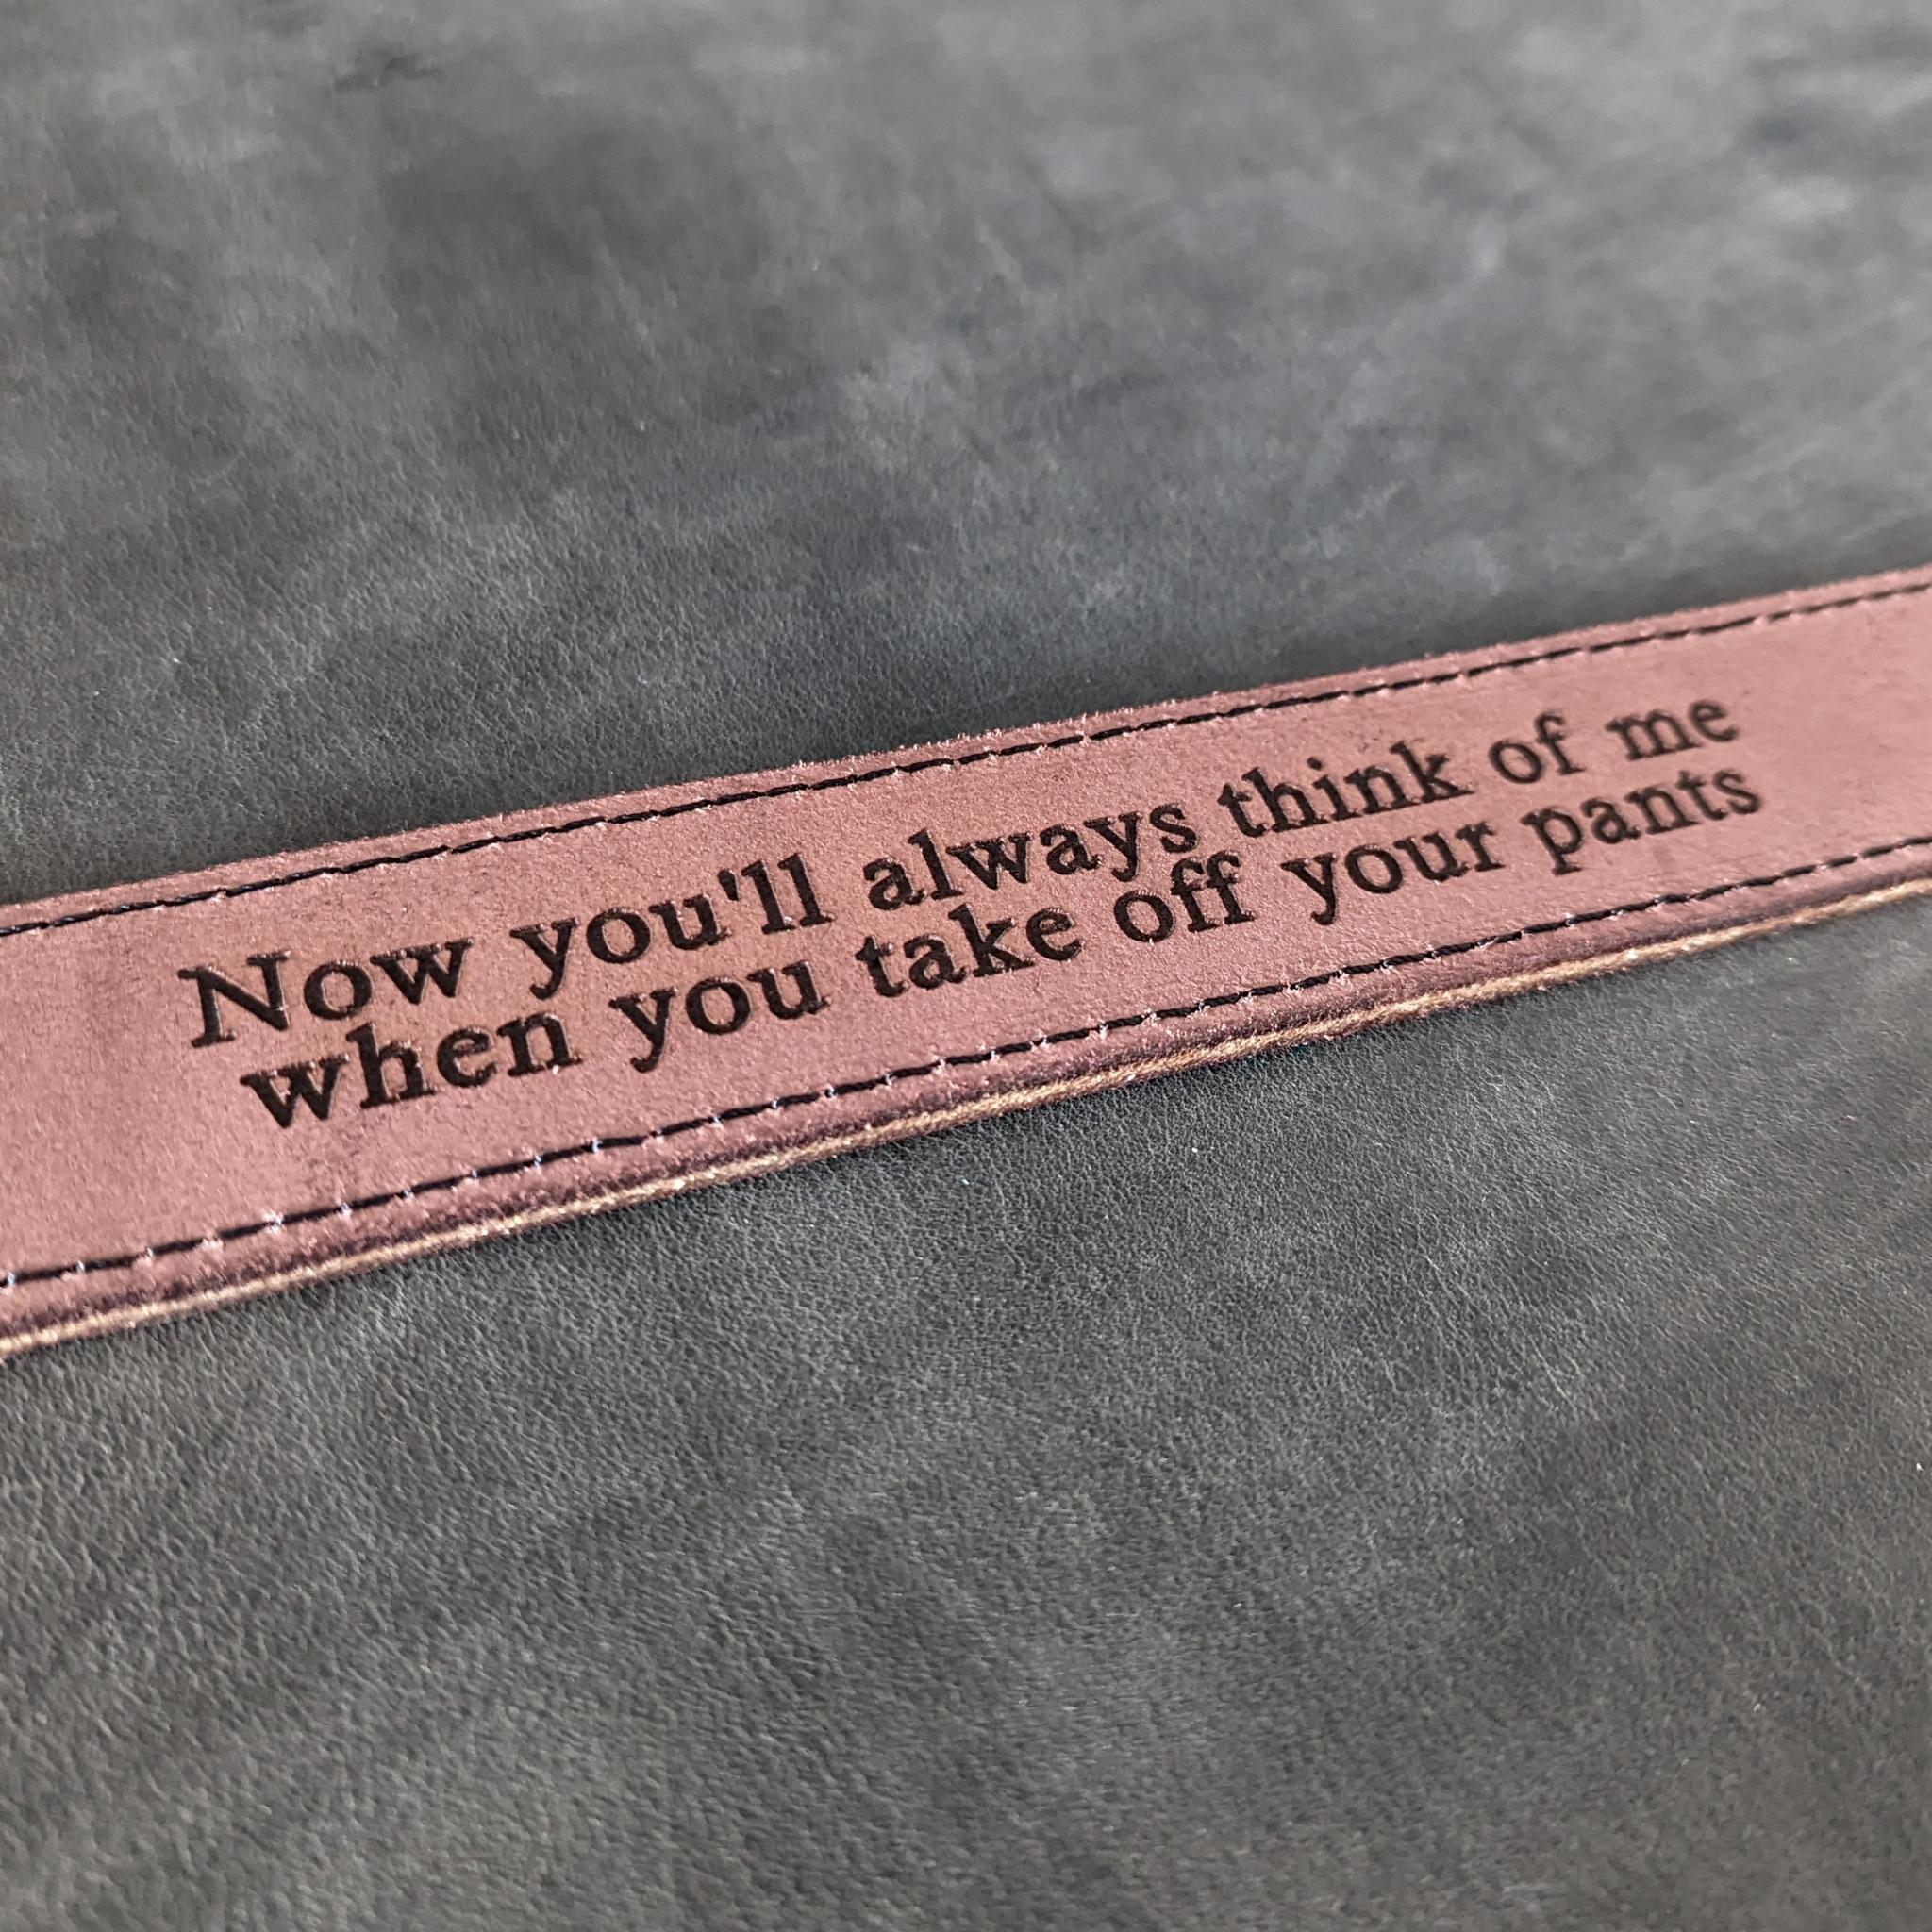 Now you'll always think of me
when you take off your pants